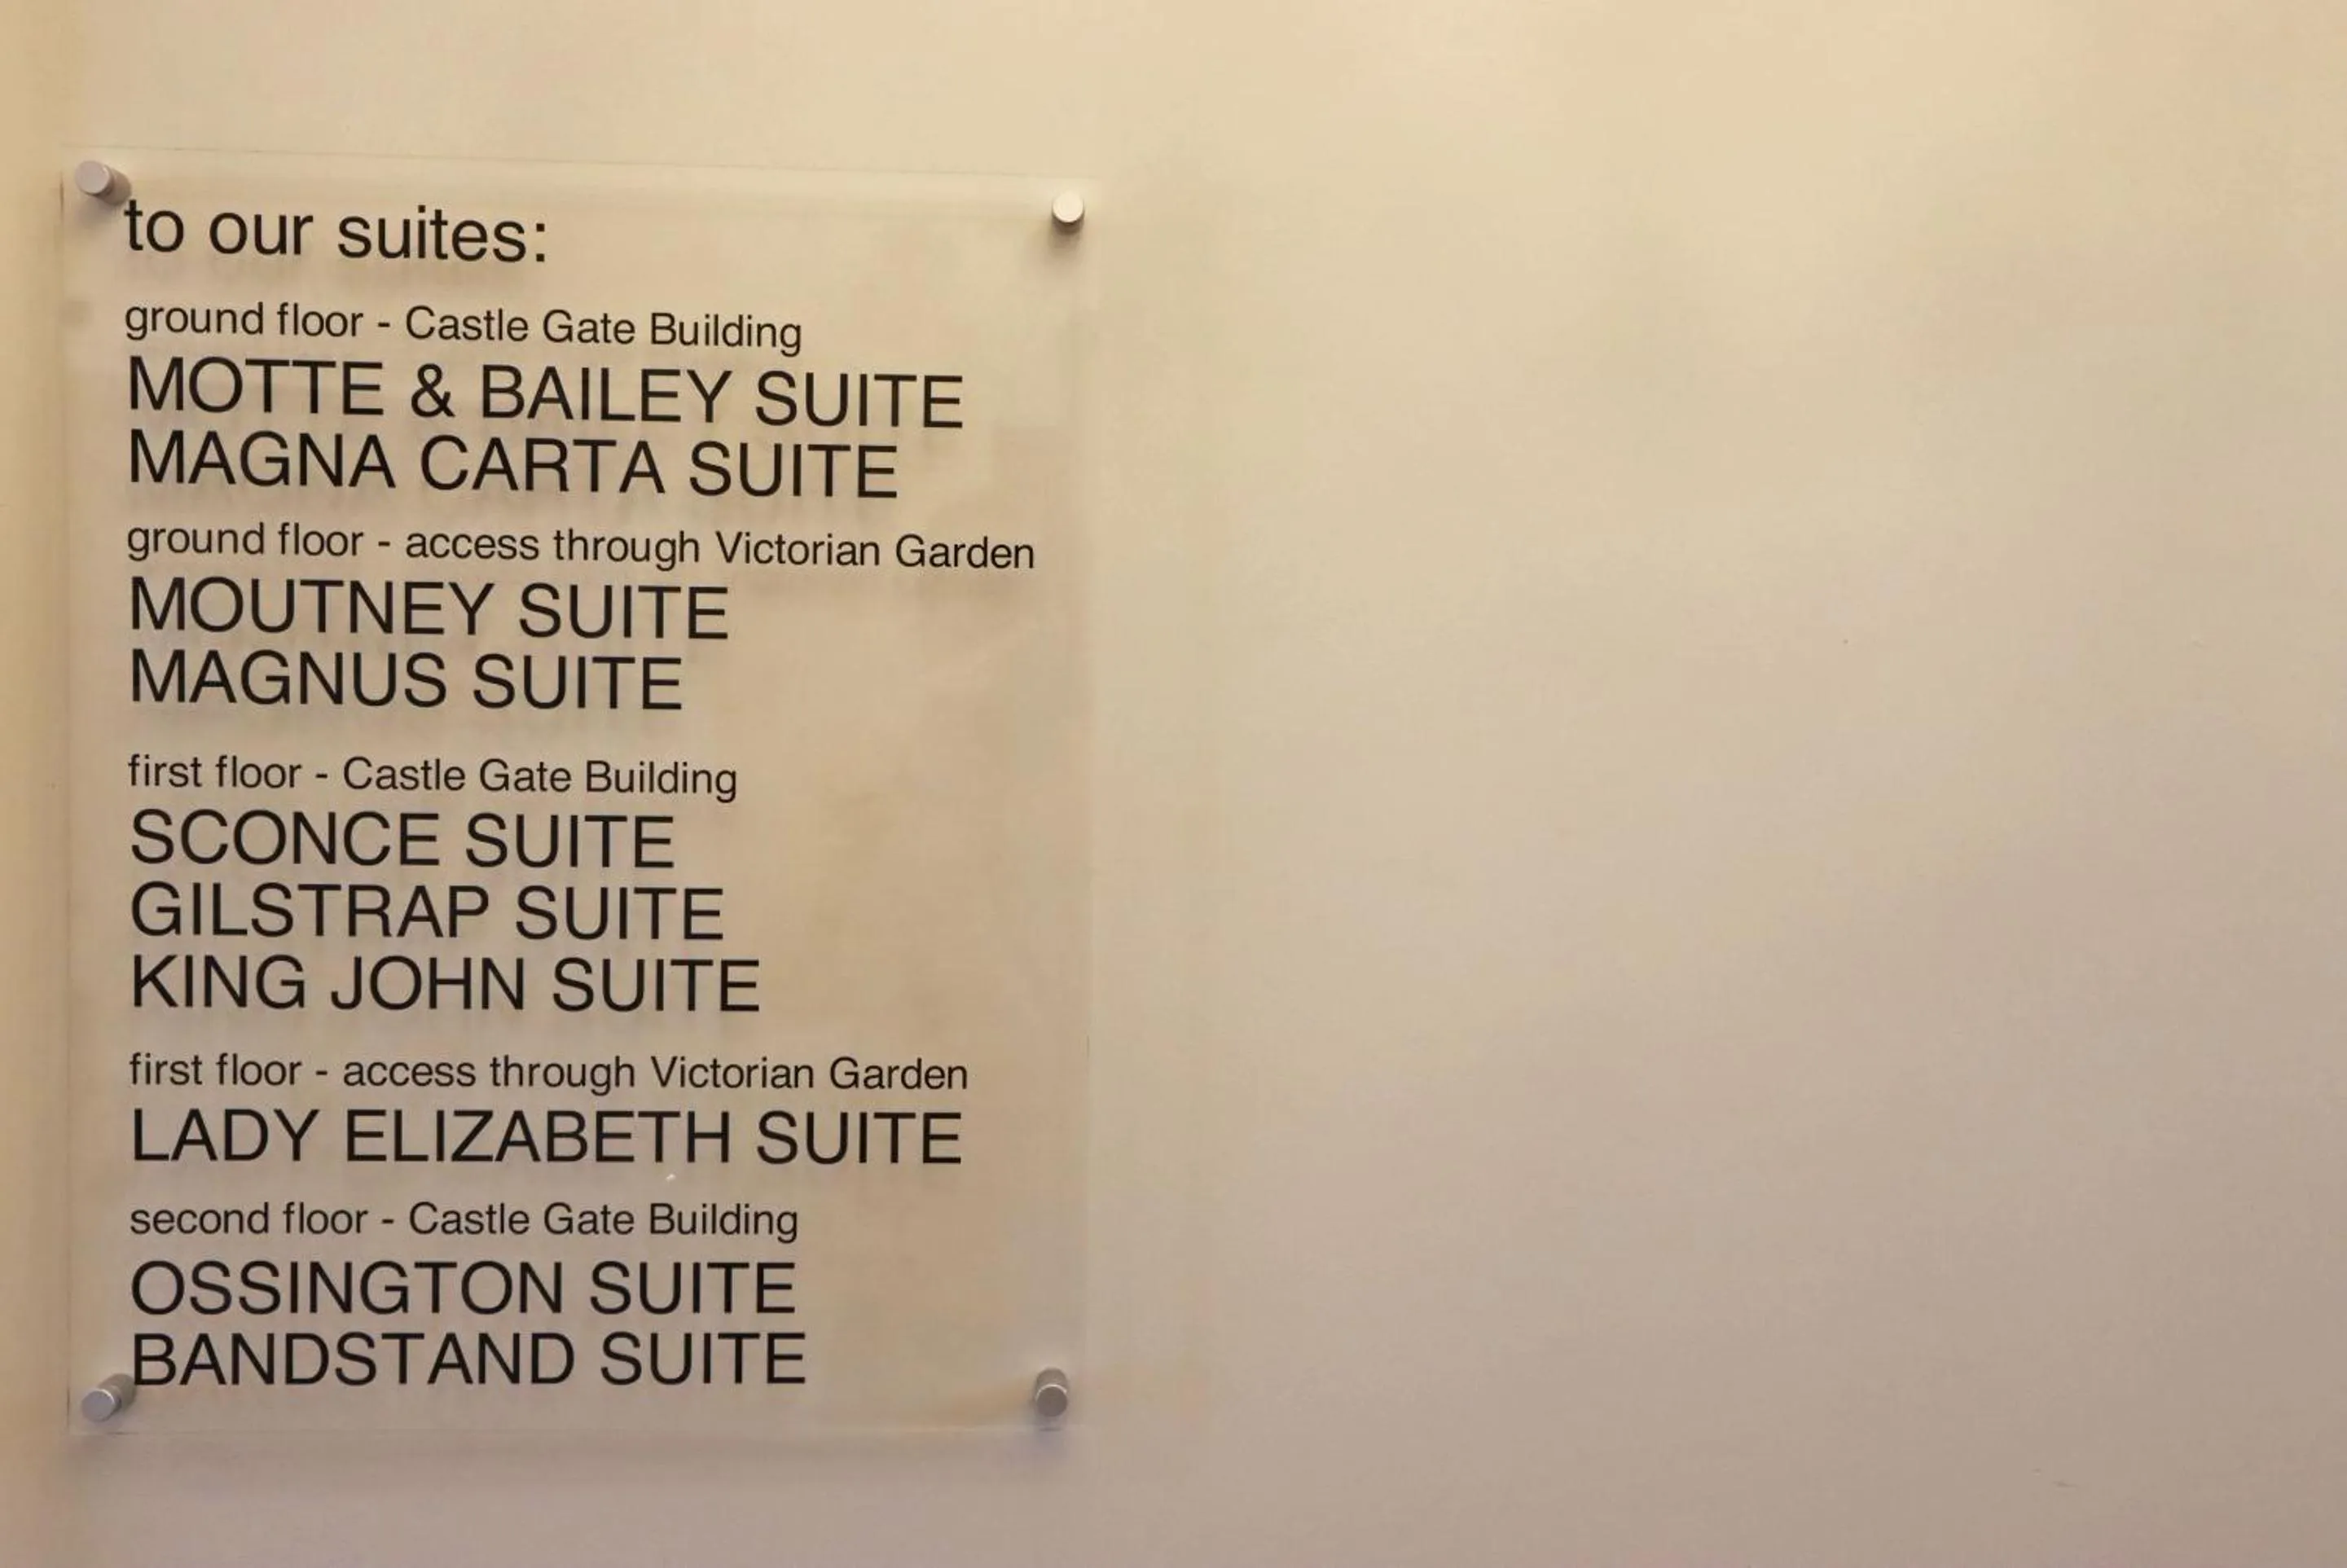 to our suites:
ground floor - Castle Gate Building
MOTTE & BAILEY SUITE
MAGNA CARTA SUITE
ground floor - access through Victorian Garden
MOUTNEY SUITE
MAGNUS SUITE
first floor - Castle Gate Building
SCONCE SUITE
GILSTRAP SUITE
KING JOHN SUITE
first floor - access through Victorian Garden
LADY ELIZABETH SUITE
second floor - Castle Gate Building
OSSINGTON SUITE
BANDSTAND SUITE